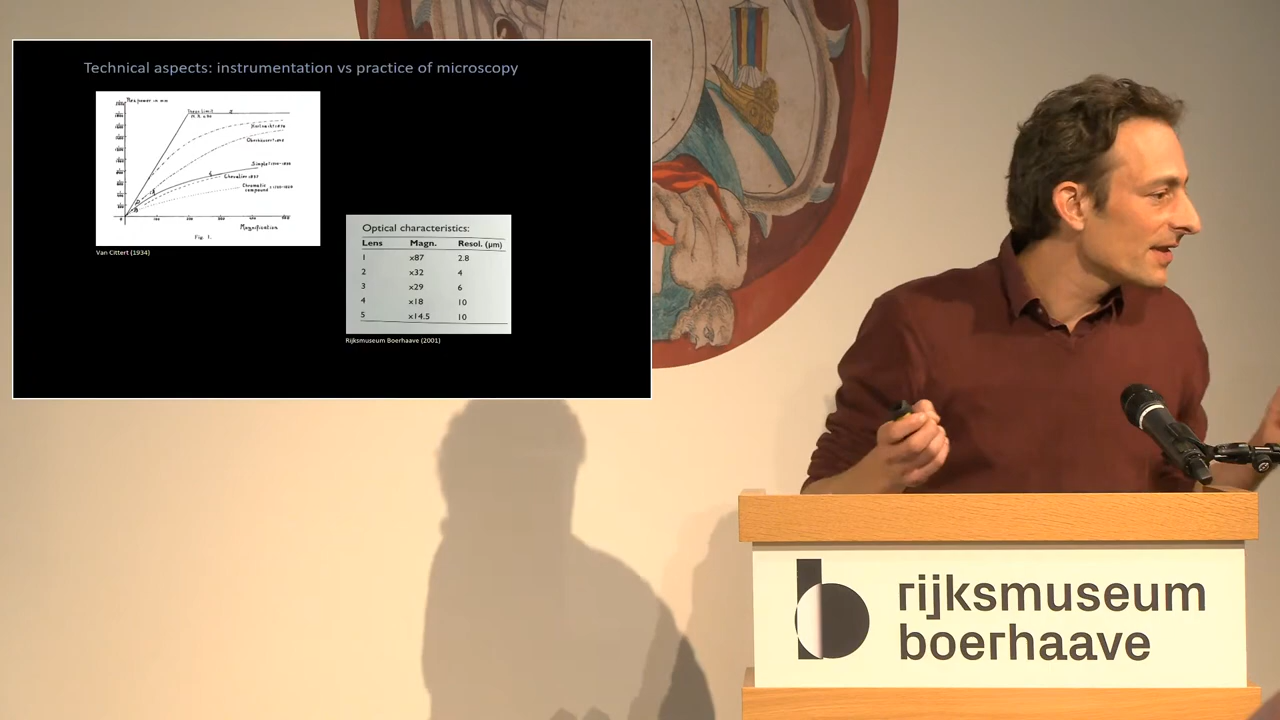 Technical aspects: instrumentation vs practice of microscopy
Magnification
Fig. 1.
Van Cittert (1934)
Optical characteristics:
Lens Magn. Resol. (μm)
1 x87 2.8
2 x32 4
3 x29 6
4 x18 10
5 x14.5 10
Rijksmuseum Boerhaave (2001)
rijksmuseum
boerhaave